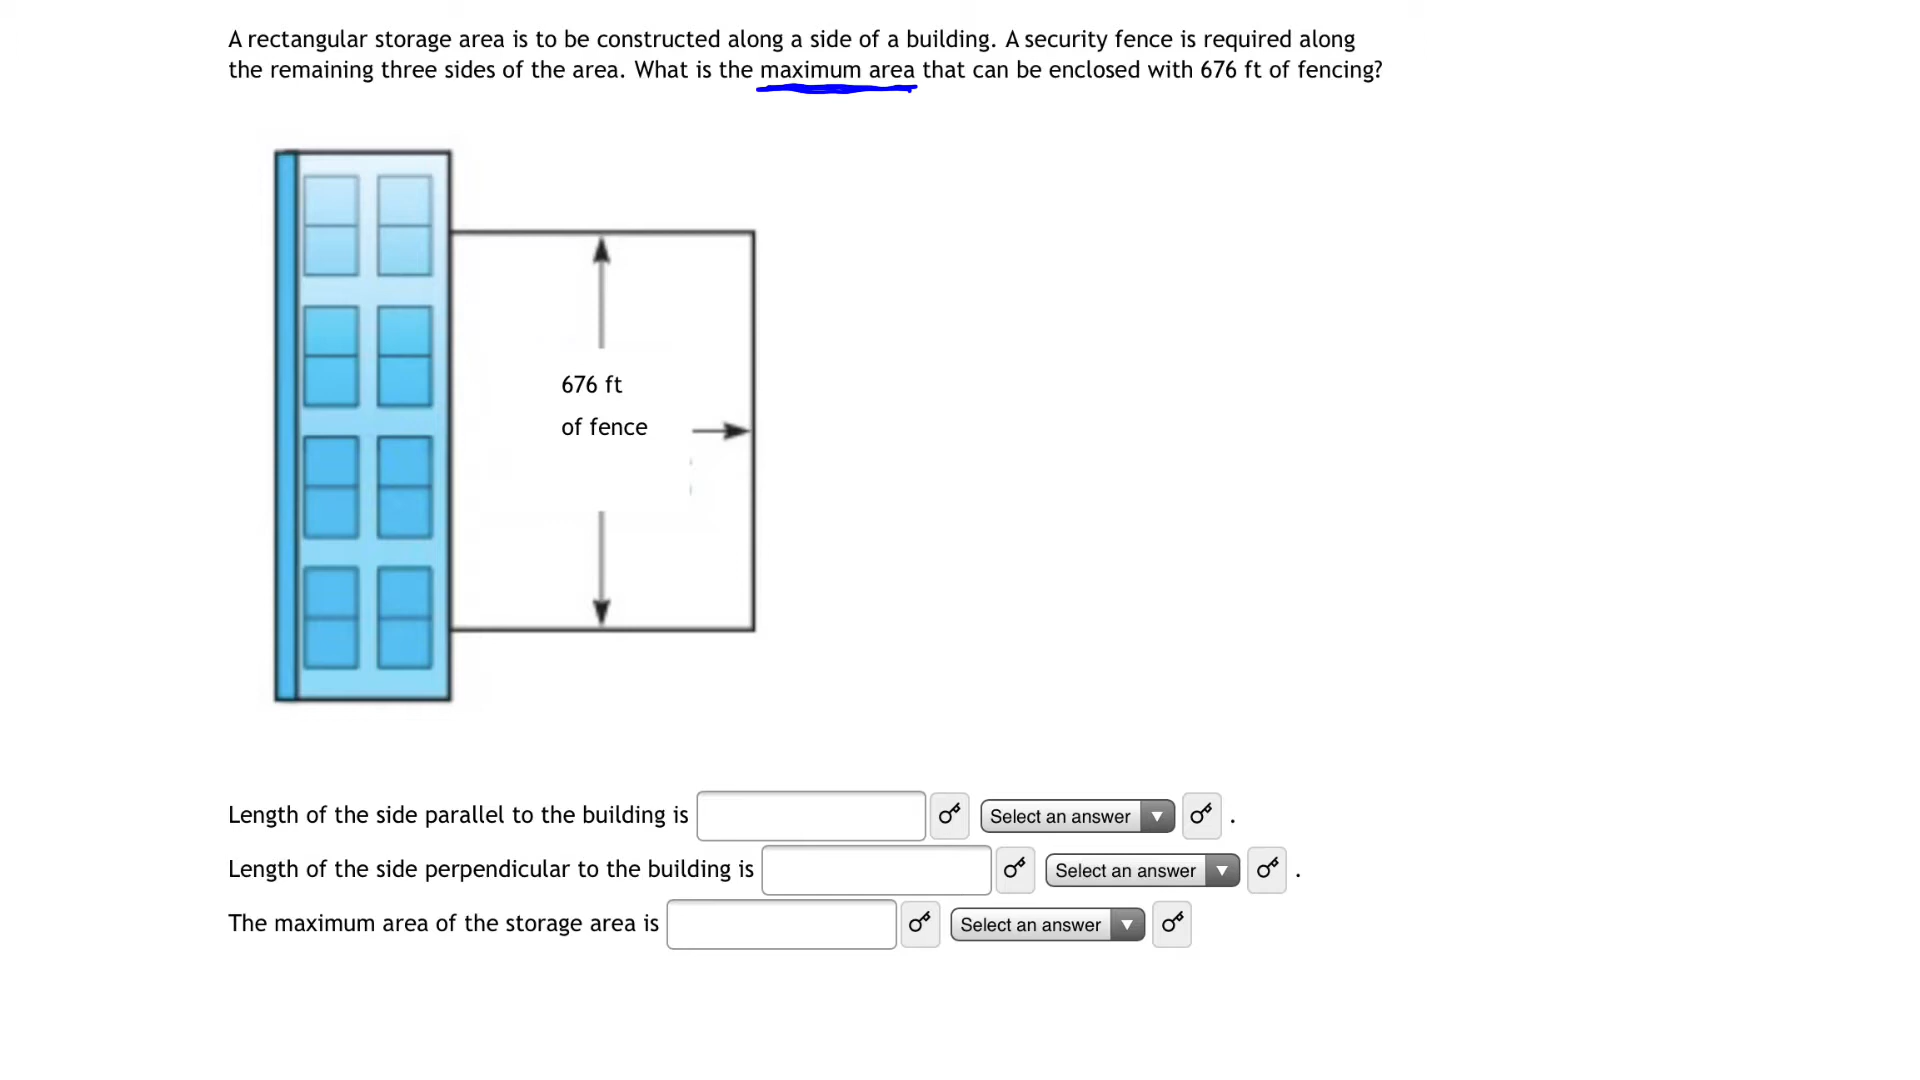 A rectangular storage area is to be constructed along a side of a building. A security fence is required along
the remaining three sides of the area. What is the maximum area that can be enclosed with 676 ft of fencing?
676 ft
of fence
Length of the side parallel to the building is Select an answer .
Length of the side perpendicular to the building is Select an answer .
The maximum area of the storage area is Select an answer